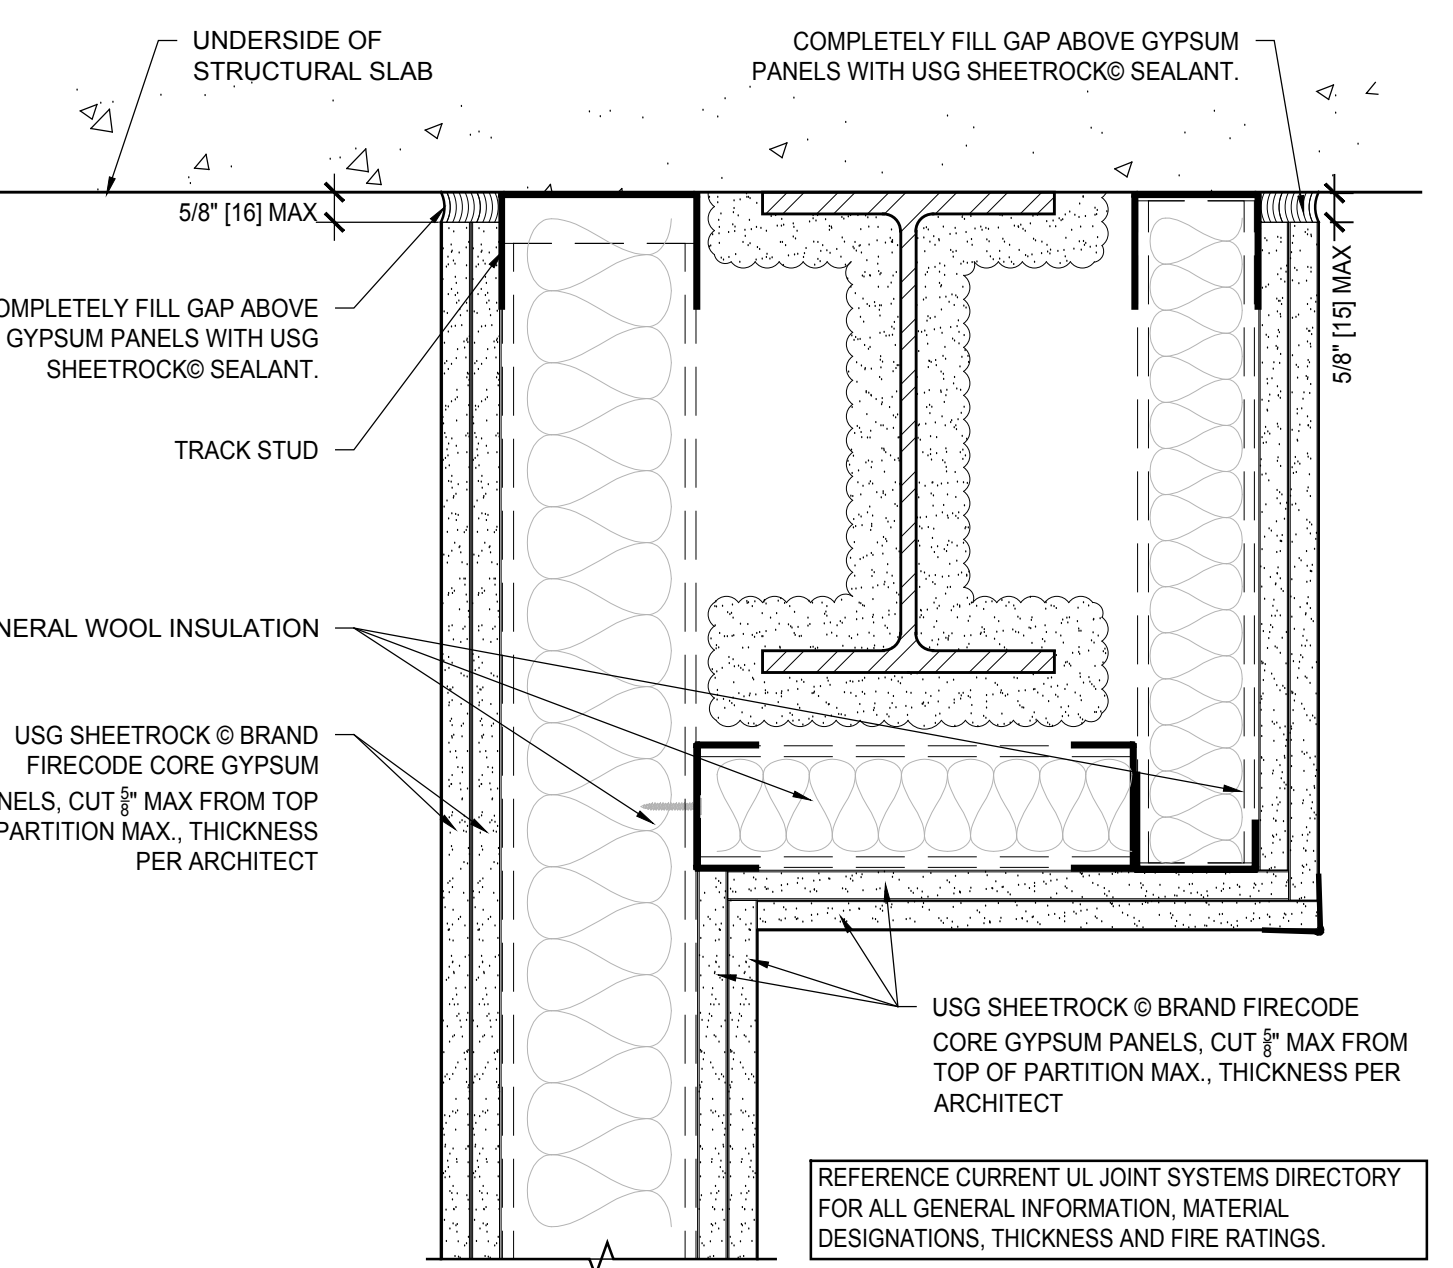 UNDERSIDE OF
STRUCTURAL SLAB
COMPLETELY FILL GAP ABOVE GYPSUM
PANELS WITH USG SHEETROCK© SEALANT.
5/8" [16] MAX
5/8" [15] MAX
OMPLETELY FILL GAP ABOVE
GYPSUM PANELS WITH USG
SHEETROCK© SEALANT.
TRACK STUD
NERAL WOOL INSULATION
USG SHEETROCK © BRAND
FIRECODE CORE GYPSUM
NELS, CUT 5/8" MAX FROM TOP
PARTITION MAX., THICKNESS
PER ARCHITECT
USG SHEETROCK © BRAND FIRECODE
CORE GYPSUM PANELS, CUT 5/8" MAX FROM
TOP OF PARTITION MAX., THICKNESS PER
ARCHITECT
REFERENCE CURRENT UL JOINT SYSTEMS DIRECTORY
FOR ALL GENERAL INFORMATION, MATERIAL
DESIGNATIONS, THICKNESS AND FIRE RATINGS.